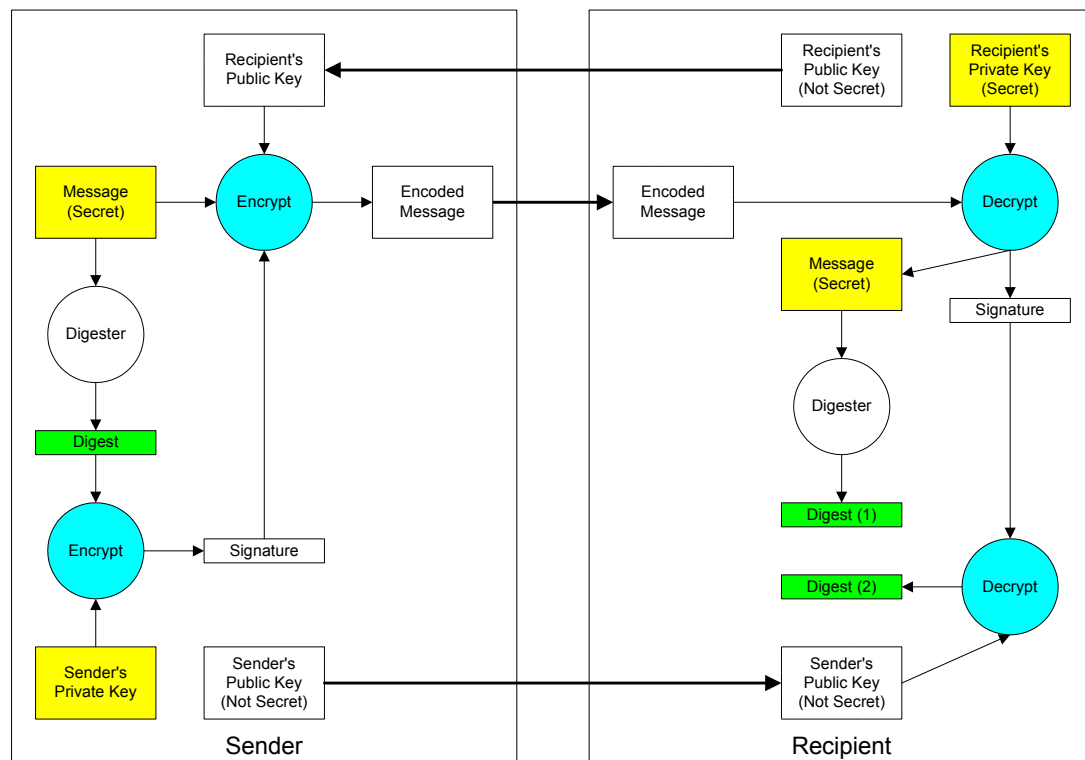 Recipient's
Public Key
Recipient's
Public Key
(Not Secret)
Recipient's
Private Key
(Secret)
Message
(Secret)
Encrypt
Encoded
Message
Encoded
Message
Decrypt
Message
(Secret)
Signature
Digester
Digester
Digest
Digest (1)
Encrypt
Signature
Digest (2)
Decrypt
Sender's
Private Key
Sender's
Public Key
(Not Secret)
Sender's
Public Key
(Not Secret)
Sender
Recipient